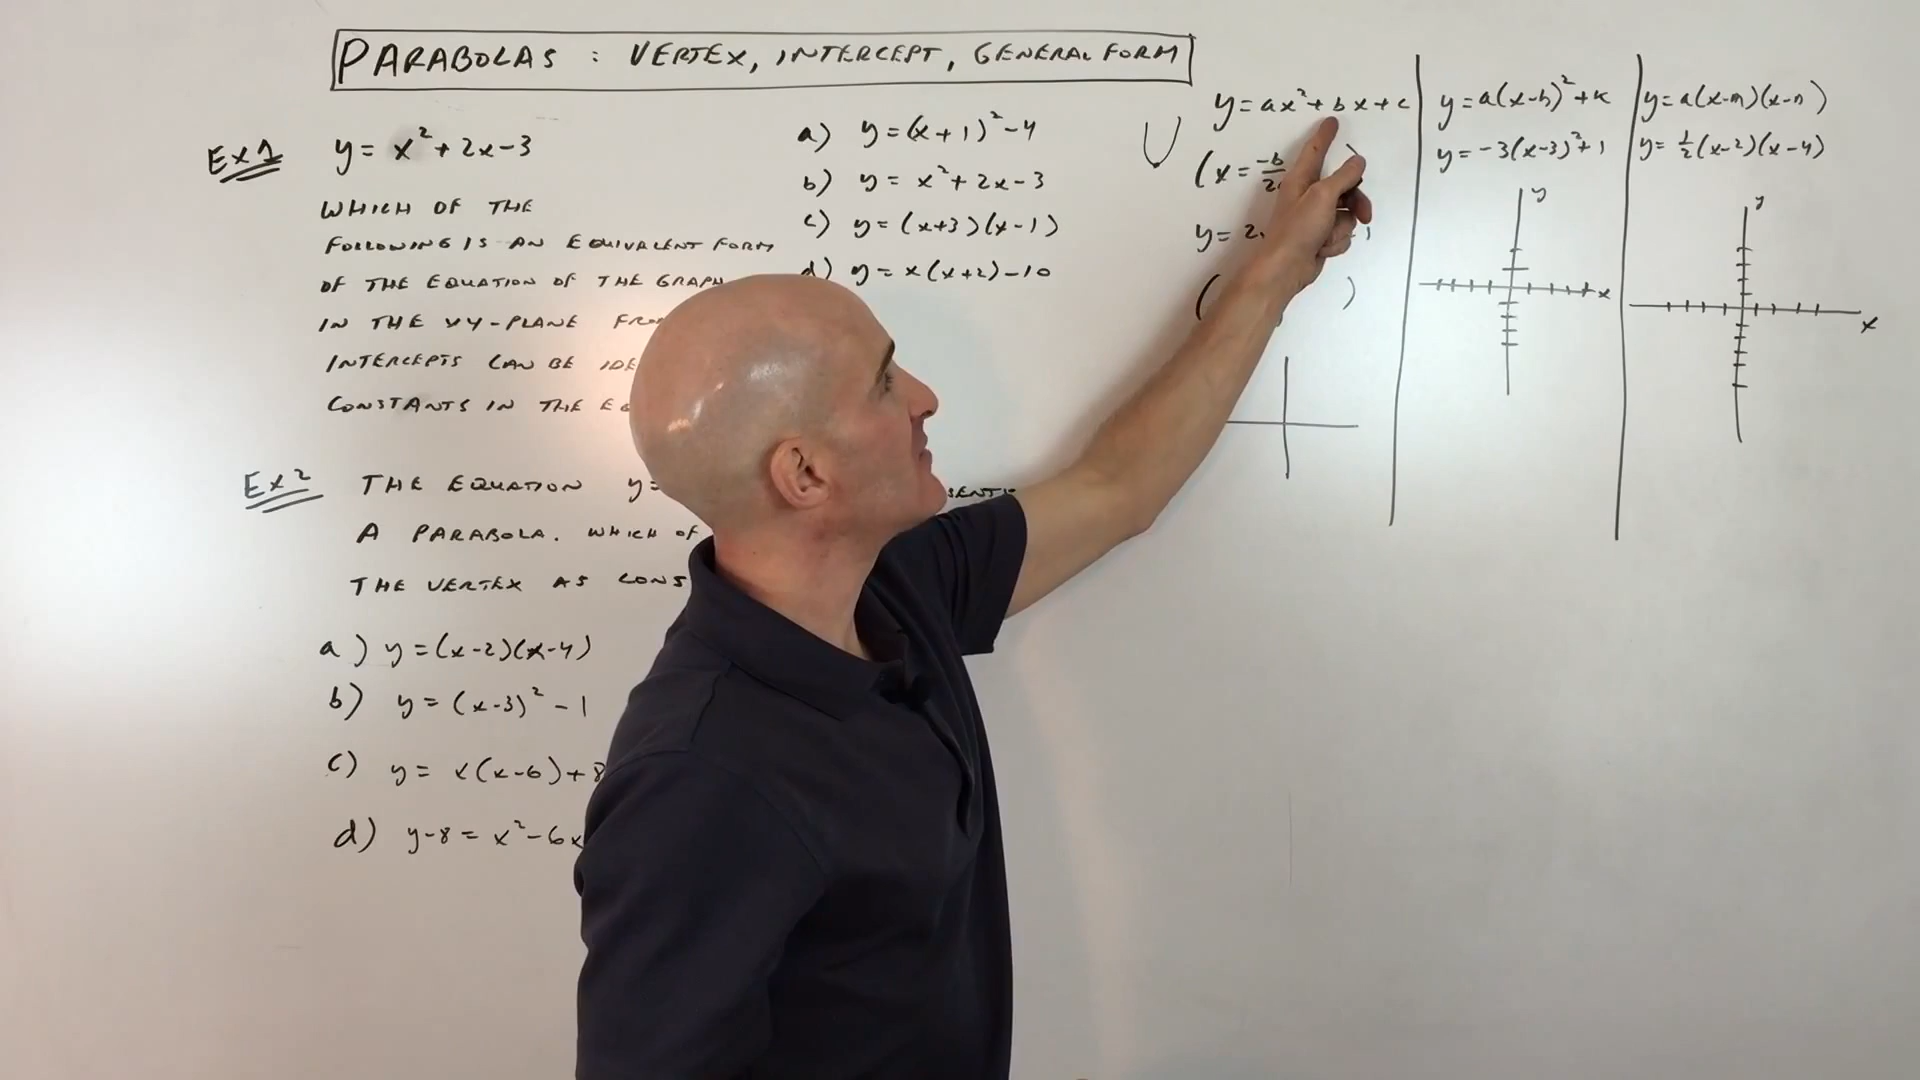 PARABOLAS : VERTEX, INTERCEPT, GENERAL FORM
Ex1 y = x² + 2x - 3
WHICH OF THE
FOLLOWING IS AN EQUIVALENT FORM
OF THE EQUATION OF THE GRAPH
IN THE XY-PLANE
INTERCEPTS CAN BE
CONSTANTS IN THE
a) y = (x + 1)² - 4
b) y = x² + 2x - 3
c) y = (x+3)(x-1)
d) y = x(x+2) - 10
Ex2 THE EQUATION y =
A PARABOLA. WHICH OF
THE VERTEX AS
a) y = (x-2)(x-4)
b) y = (x-3)² - 1
c) y = x(x-6) + 8
d) y - 8 = x² - 6x
y = ax² + bx + c
(x = -b
y = 2
( )
y = a(x-h)² + k
y = -3(x-3)² + 1
y
x
y = a(x-m)(x-n)
y = 1/2(x-2)(x-4)
y
x